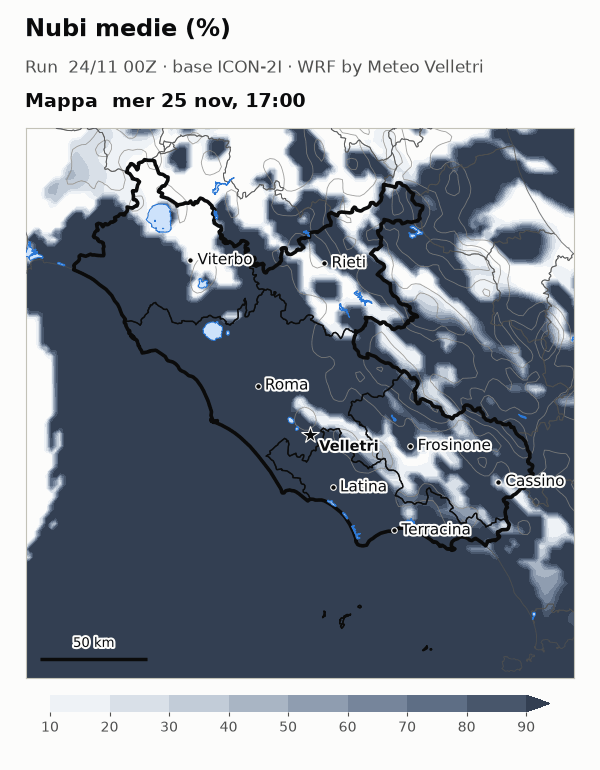 Nubi medie (%)
Run  24/11 00Z · base ICON-2I · WRF by Meteo Velletri
Mappa  mer 25 nov, 17:00
Viterbo
Rieti
Roma
Velletri
Frosinone
Cassino
Latina
Terracina
50 km
10 20 30 40 50 60 70 80 90